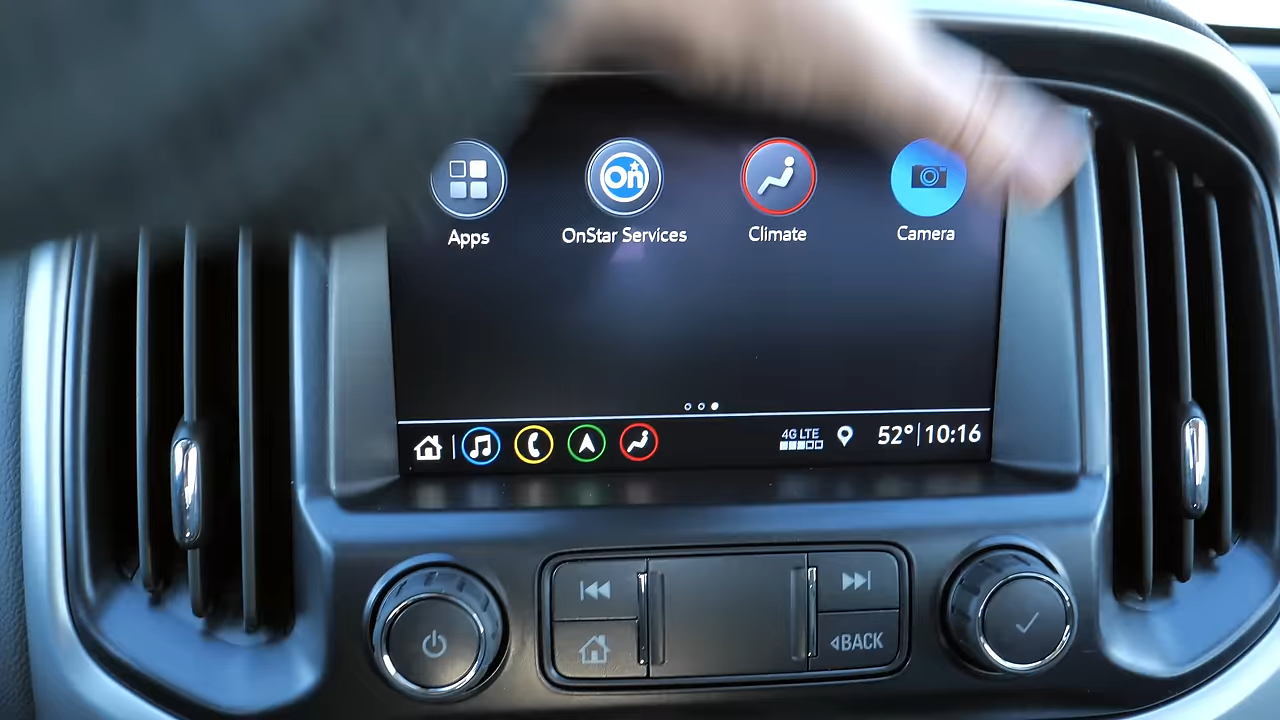 On
Apps
OnStar Services
Climate
Camera
4G LTE
52° 10:16
BACK